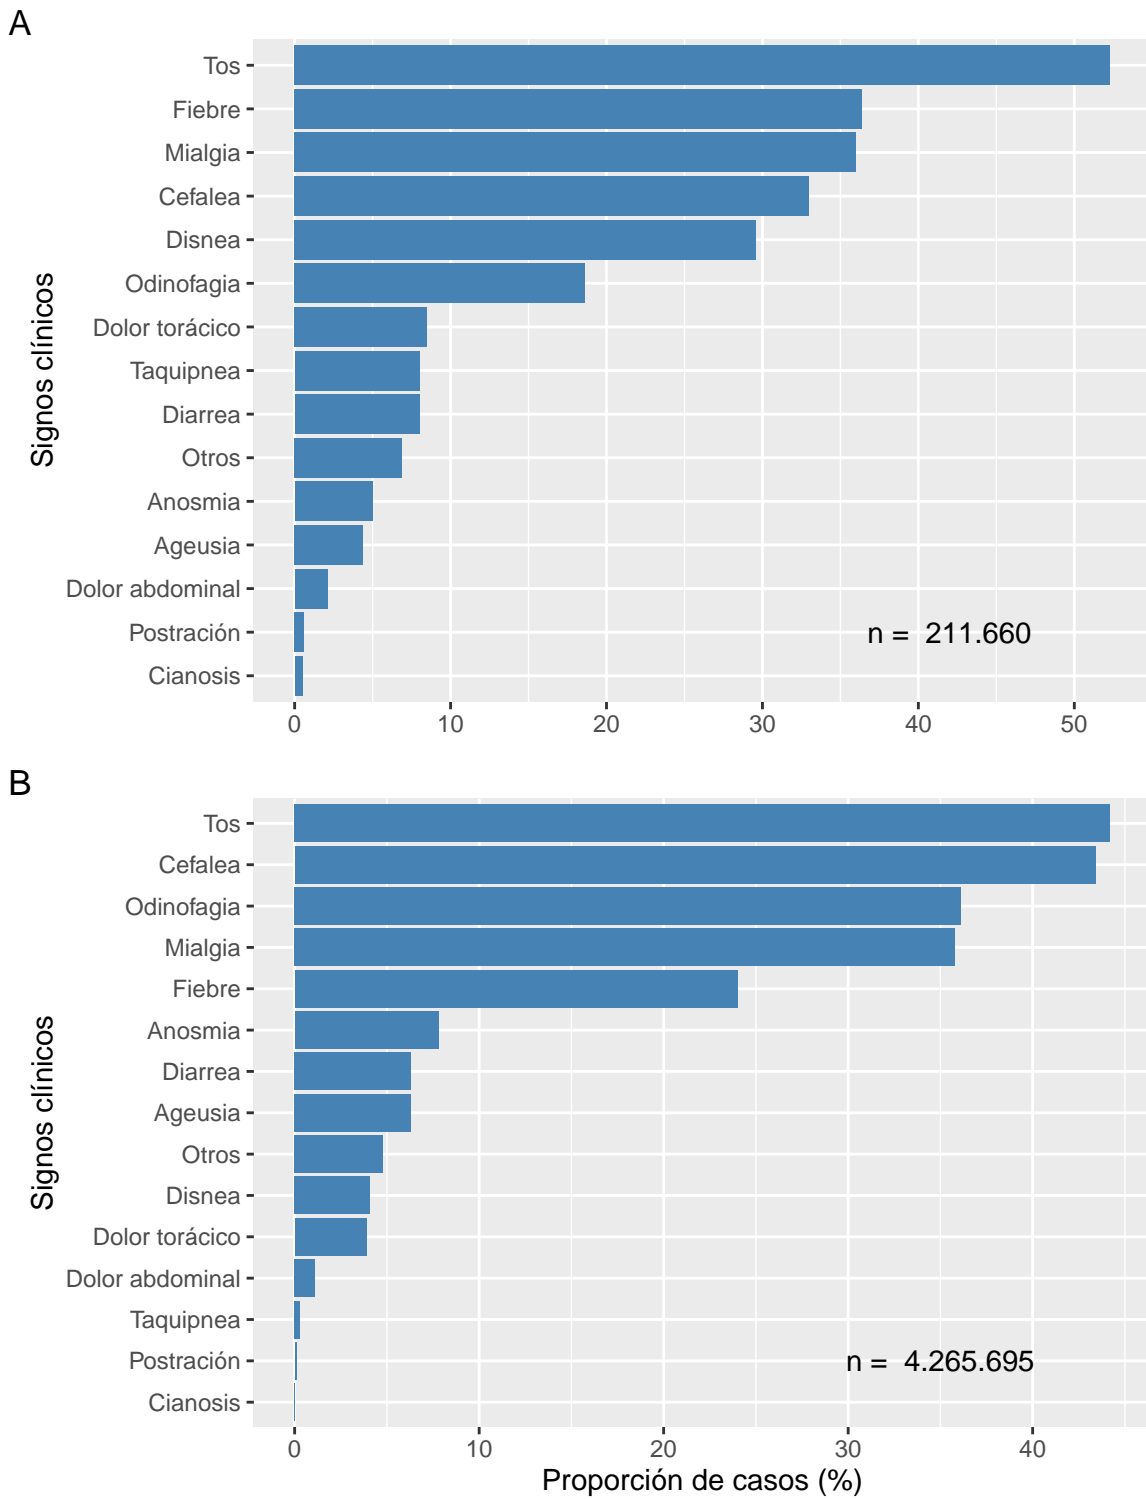 A
Signos clínicos
Tos
Fiebre
Mialgia
Cefalea
Disnea
Odinofagia
Dolor torácico
Taquipnea
Diarrea
Otros
Anosmia
Ageusia
Dolor abdominal
Postración
Cianosis
n = 211.660
0 10 20 30 40 50
B
Signos clínicos
Tos
Cefalea
Odinofagia
Mialgia
Fiebre
Anosmia
Diarrea
Ageusia
Otros
Disnea
Dolor torácico
Dolor abdominal
Taquipnea
Postración
Cianosis
n = 4.265.695
0 10 20 30 40
Proporción de casos (%)